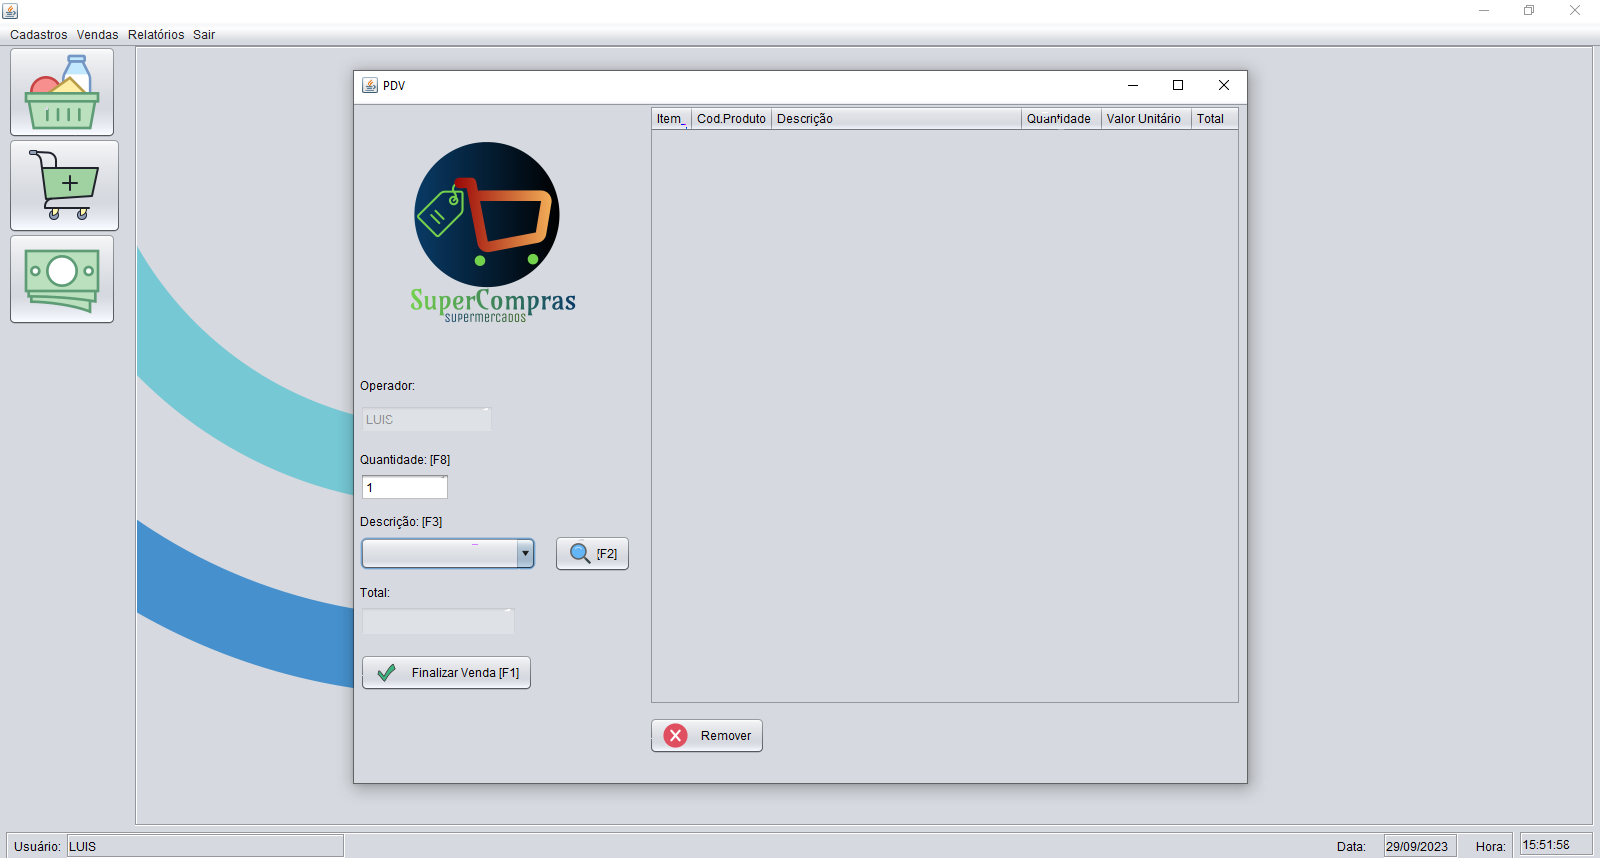 Cadastros Vendas Relatórios Sair
PDV
Item Cod.Produto Descrição Quantidade Valor Unitário Total
SuperCompras
SUPERMERCADOS
Operador:
LUIS
Quantidade: [F8]
1
Descrição: [F3]
[F2]
Total:
Finalizar Venda [F1]
Remover
Usuário: LUIS
Data: 29/09/2023 Hora: 15:51:58